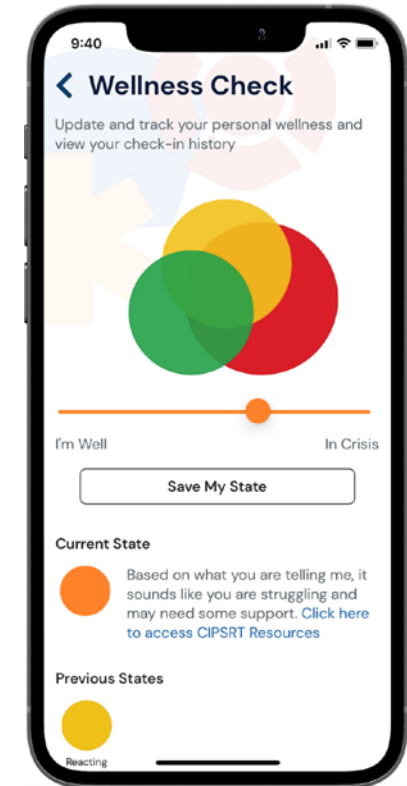 9:40
Wellness Check
Update and track your personal wellness and
view your check-in history
I'm Well
In Crisis
Save My State
Current State
Based on what you are telling me, it
sounds like you are struggling and
may need some support. Click here
to access CIPSRT Resources
Previous States
Reacting